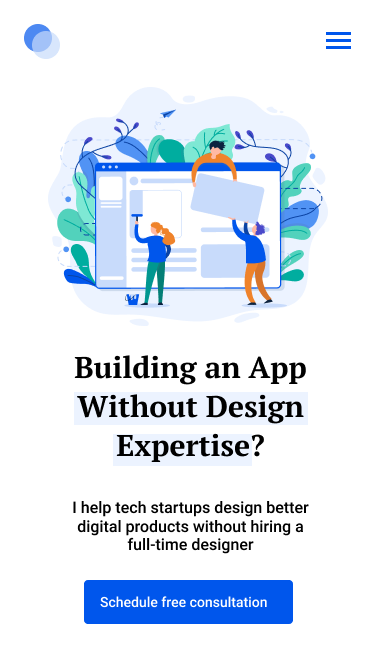 Building an App
Without Design
Expertise?
I help tech startups design better
digital products without hiring a
full-time designer
Schedule free consultation